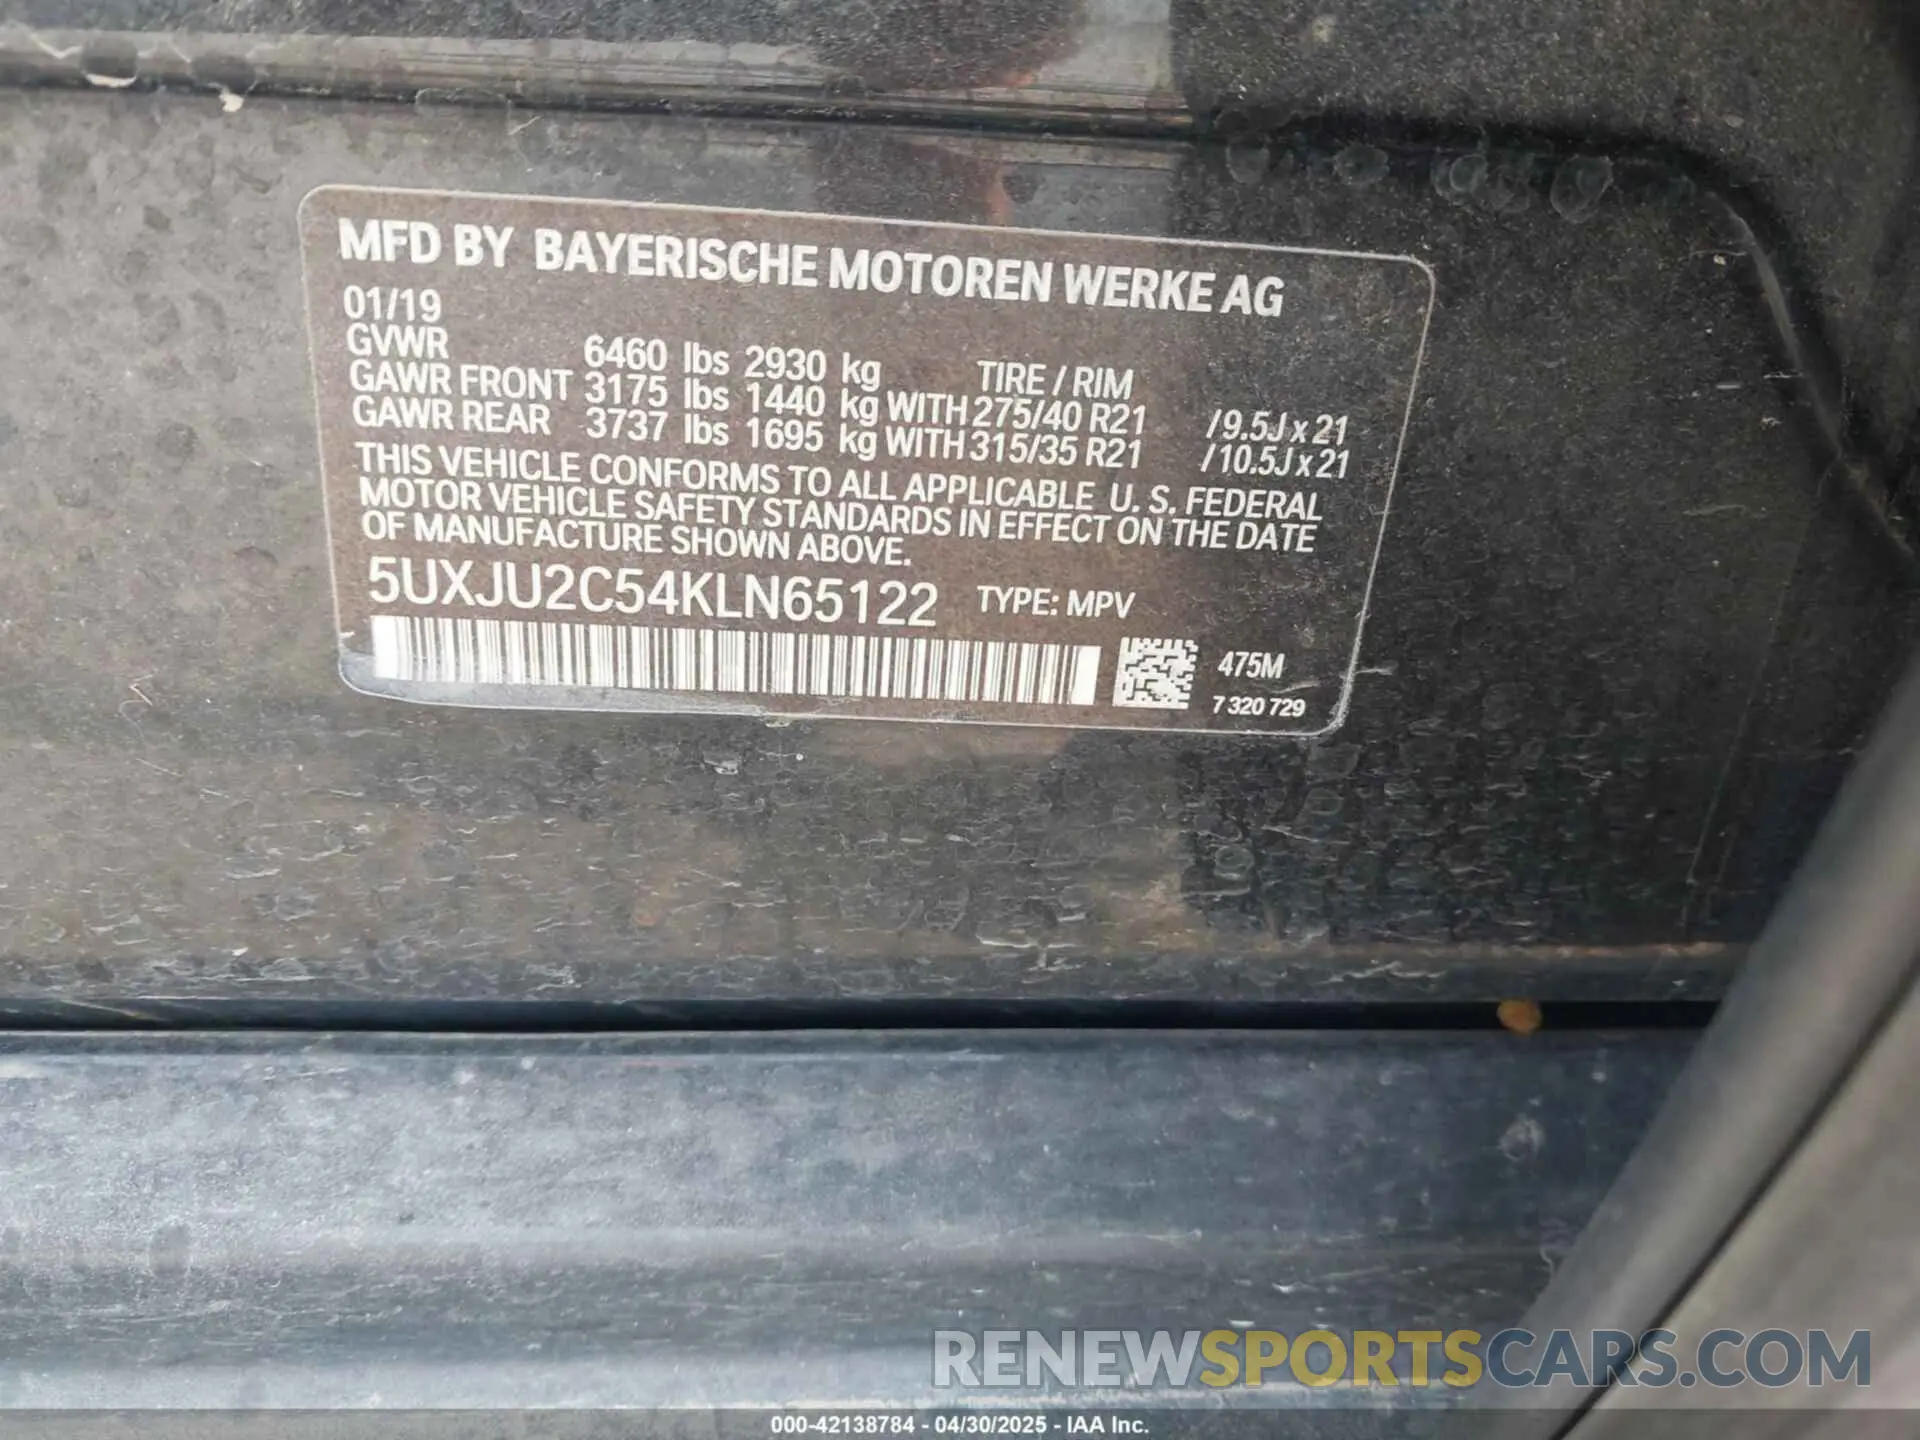 MFD BY BAYERISCHE MOTOREN WERKE AG
01/19
GVWR 6460 lbs 2930 kg TIRE / RIM
GAWR FRONT 3175 lbs 1440 kg WITH 275/40 R21 /9.5J x 21
GAWR REAR 3737 lbs 1695 kg WITH 315/35 R21 /10.5J x 21
THIS VEHICLE CONFORMS TO ALL APPLICABLE U. S. FEDERAL
MOTOR VEHICLE SAFETY STANDARDS IN EFFECT ON THE DATE
OF MANUFACTURE SHOWN ABOVE.
5UXJU2C54KLN65122 TYPE: MPV
475M
7 320 729
RENEWSPORTSCARS.COM
000-42138784 - 04/30/2025 - IAA Inc.